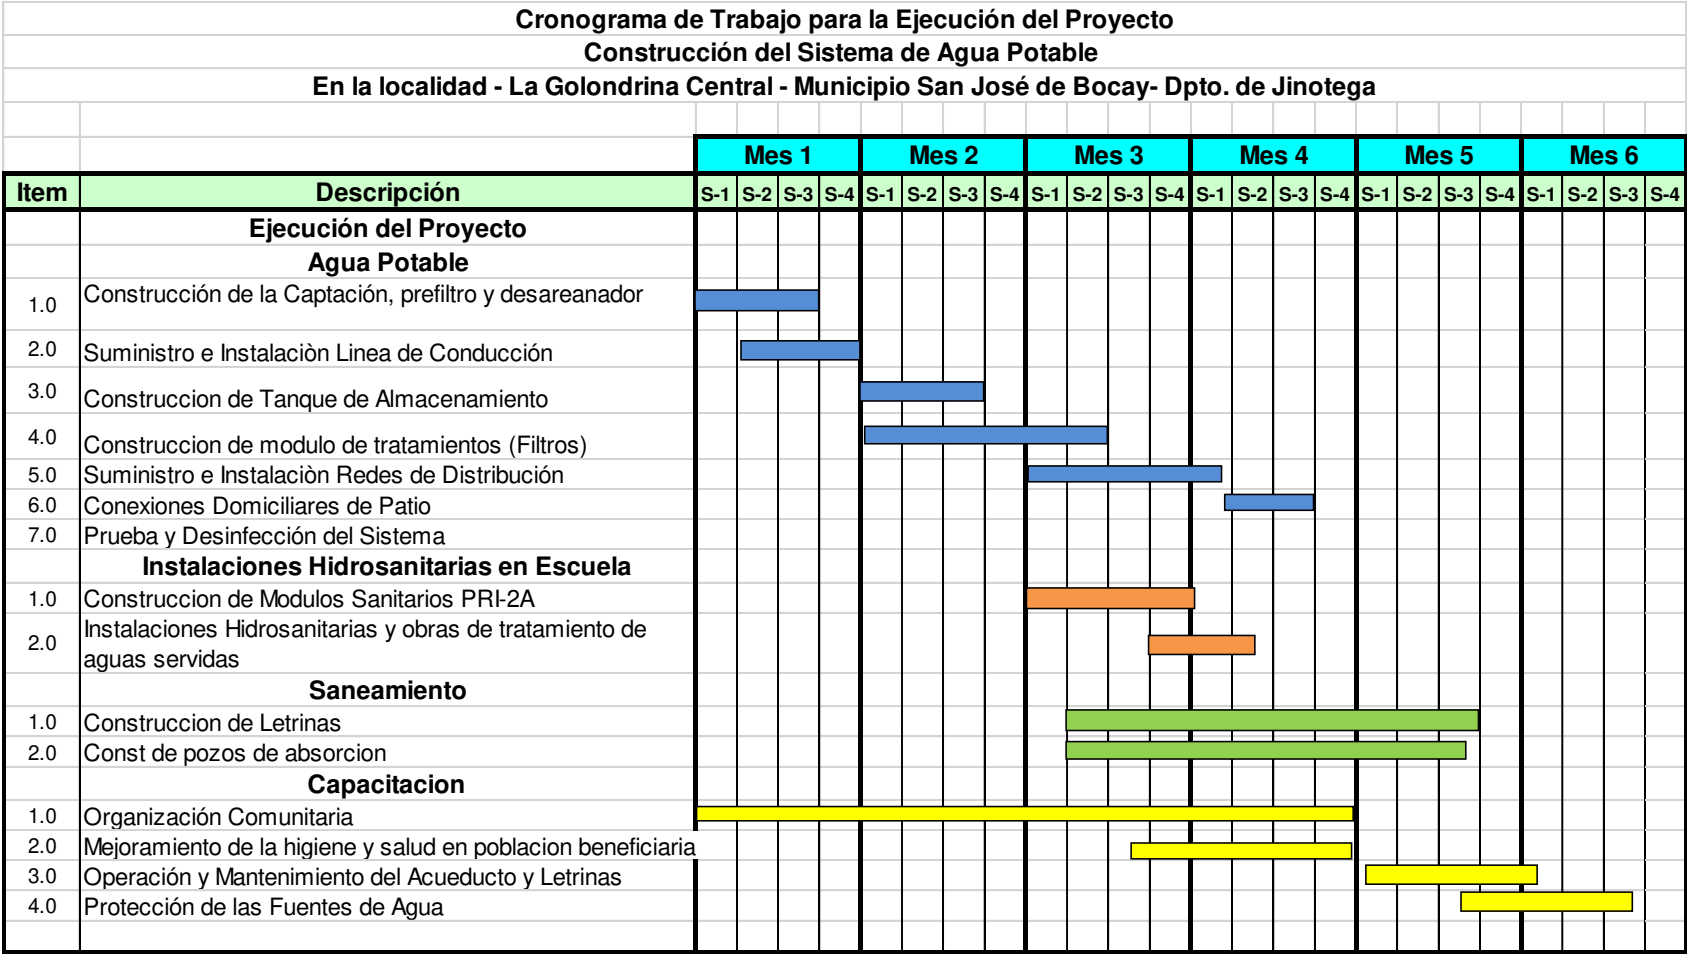 Cronograma de Trabajo para la Ejecución del Proyecto
Construcción del Sistema de Agua Potable
En la localidad - La Golondrina Central - Municipio San José de Bocay- Dpto. de Jinotega
Mes 1 Mes 2 Mes 3 Mes 4 Mes 5 Mes 6
Item Descripción S-1 S-2 S-3 S-4 S-1 S-2 S-3 S-4 S-1 S-2 S-3 S-4 S-1 S-2 S-3 S-4 S-1 S-2 S-3 S-4 S-1 S-2 S-3 S-4
Ejecución del Proyecto
Agua Potable
1.0 Construcción de la Captación, prefiltro y desareanador
2.0 Suministro e Instalaciòn Linea de Conducción
3.0 Construccion de Tanque de Almacenamiento
4.0 Construccion de modulo de tratamientos (Filtros)
5.0 Suministro e Instalaciòn Redes de Distribución
6.0 Conexiones Domiciliares de Patio
7.0 Prueba y Desinfección del Sistema
Instalaciones Hidrosanitarias en Escuela
1.0 Construccion de Modulos Sanitarios PRI-2A
2.0 Instalaciones Hidrosanitarias y obras de tratamiento de
aguas servidas
Saneamiento
1.0 Construccion de Letrinas
2.0 Const de pozos de absorcion
Capacitacion
1.0 Organización Comunitaria
2.0 Mejoramiento de la higiene y salud en poblacion beneficiaria
3.0 Operación y Mantenimiento del Acueducto y Letrinas
4.0 Protección de las Fuentes de Agua